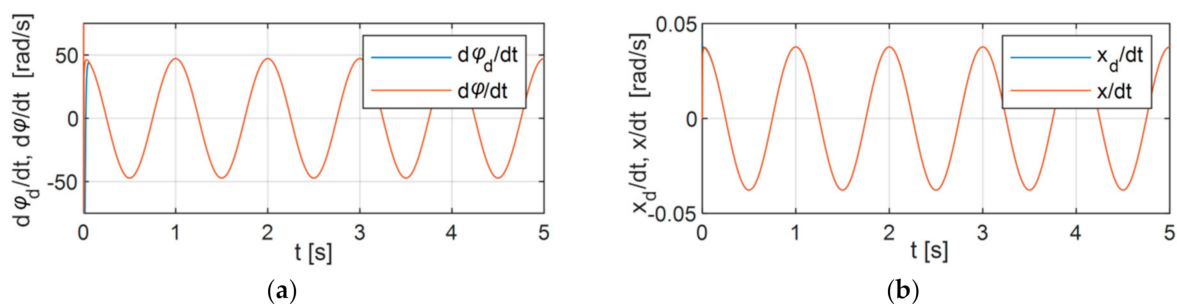 dφ_d/dt, dφ/dt [rad/s]
50
0
-50
dφ_d/dt
dφ/dt
0 1 2 3 4 5
t [s]
(a)
x_d/dt, x/dt [rad/s]
0.05
0
-0.05
x_d/dt
x/dt
0 1 2 3 4 5
t [s]
(b)